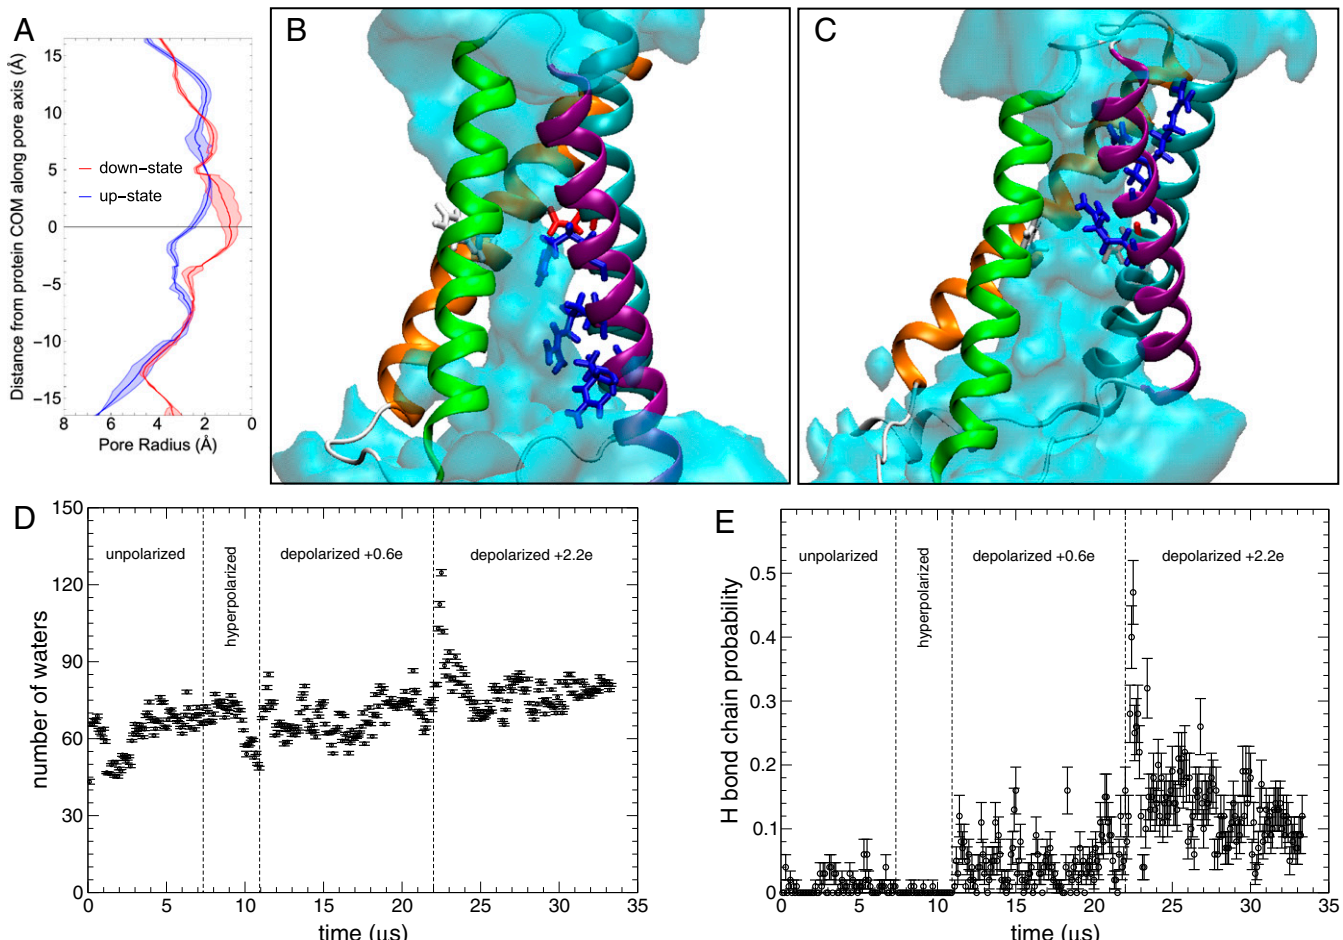 A
B
C
Distance from protein COM along pore axis (Å)
15
10
5
0
−5
−10
−15
down−state
up−state
8 6 4 2 0
Pore Radius (Å)
D
number of waters
150
120
90
60
30
0
unpolarized
hyperpolarized
depolarized +0.6e
depolarized +2.2e
0 5 10 15 20 25 30 35
time (µs)
E
H bond chain probability
0.5
0.4
0.3
0.2
0.1
0
unpolarized
hyperpolarized
depolarized +0.6e
depolarized +2.2e
0 5 10 15 20 25 30 35
time (µs)